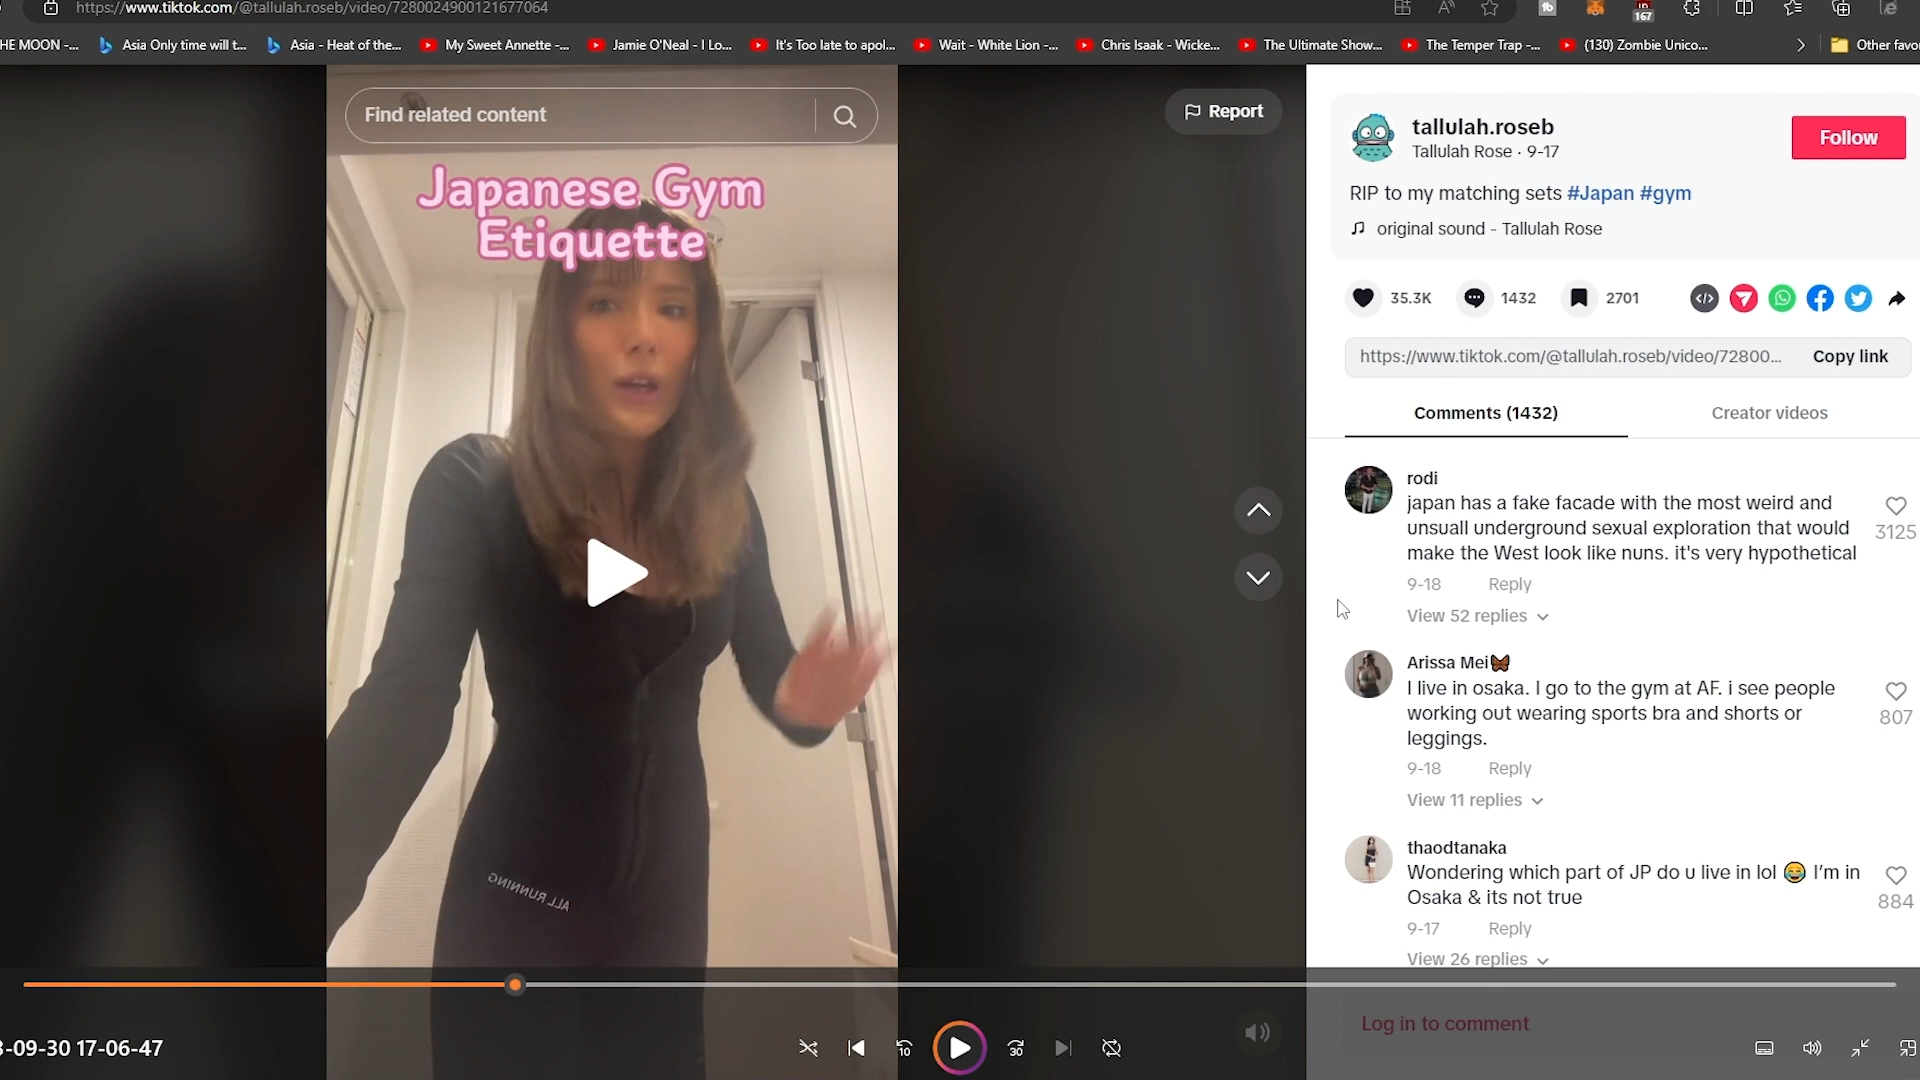 https://www.tiktok.com/@tallulah.roseb/video/7280024900121677064
167
HE MOON -...
Asia Only time will t...
Asia - Heat of the...
My Sweet Annette -...
Jamie O'Neal - I Lo...
It's Too late to apol...
Wait - White Lion -...
Chris Isaak - Wicke...
The Ultimate Show...
The Temper Trap -...
(130) Zombie Unico...
Other favo
Find related content
Report
Japanese Gym
Etiquette
ALL RUNNING
tallulah.roseb
Tallulah Rose · 9-17
Follow
RIP to my matching sets #Japan #gym
original sound - Tallulah Rose
35.3K
1432
2701
https://www.tiktok.com/@tallulah.roseb/video/72800...
Copy link
Comments (1432)
Creator videos
rodi
japan has a fake facade with the most weird and
unsuall underground sexual exploration that would
make the West look like nuns. it's very hypothetical
3125
9-18 Reply
View 52 replies
Arissa Mei🦋
I live in osaka. I go to the gym at AF. i see people
working out wearing sports bra and shorts or
leggings.
807
9-18 Reply
View 11 replies
thaodtanaka
Wondering which part of JP do u live in lol 😂 I'm in
Osaka & its not true
884
9-17 Reply
View 26 replies
Log in to comment
3-09-30 17-06-47
10
30